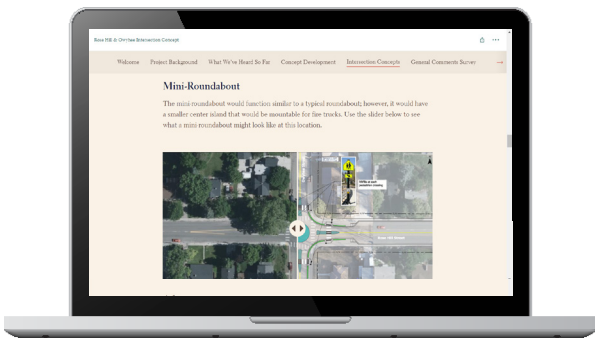 Rose Hill & Owyhee Intersection Concept
Welcome Project Background What We've Heard So Far Concept Development Intersection Concepts General Comments Survey
Mini-Roundabout
The mini-roundabout would function similar to a typical roundabout; however, it would have
a smaller center island that would be mountable for fire trucks. Use the slider below to see
what a mini-roundabout might look like at this location.